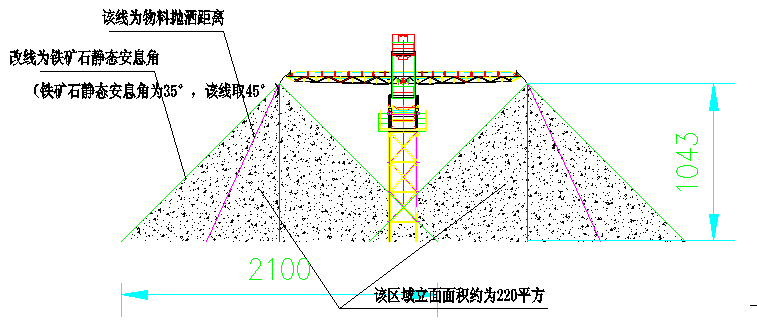 该线为物料抛洒距离
改线为铁矿石静态安息角
（铁矿石静态安息角为35°，该线取45°
1043
2100
该区域立面面积约为220平方